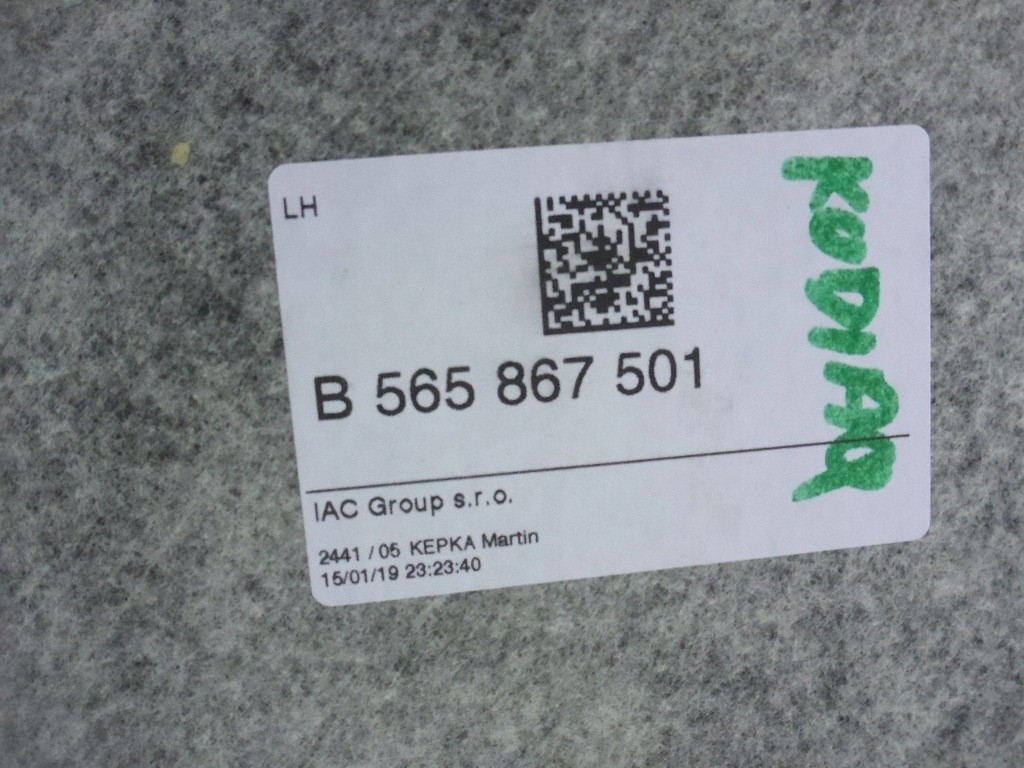 LH
B 565 867 501
IAC Group s.r.o.
2441 / 05 KEPKA Martin
15/01/19 23:23:40
KODIAQ